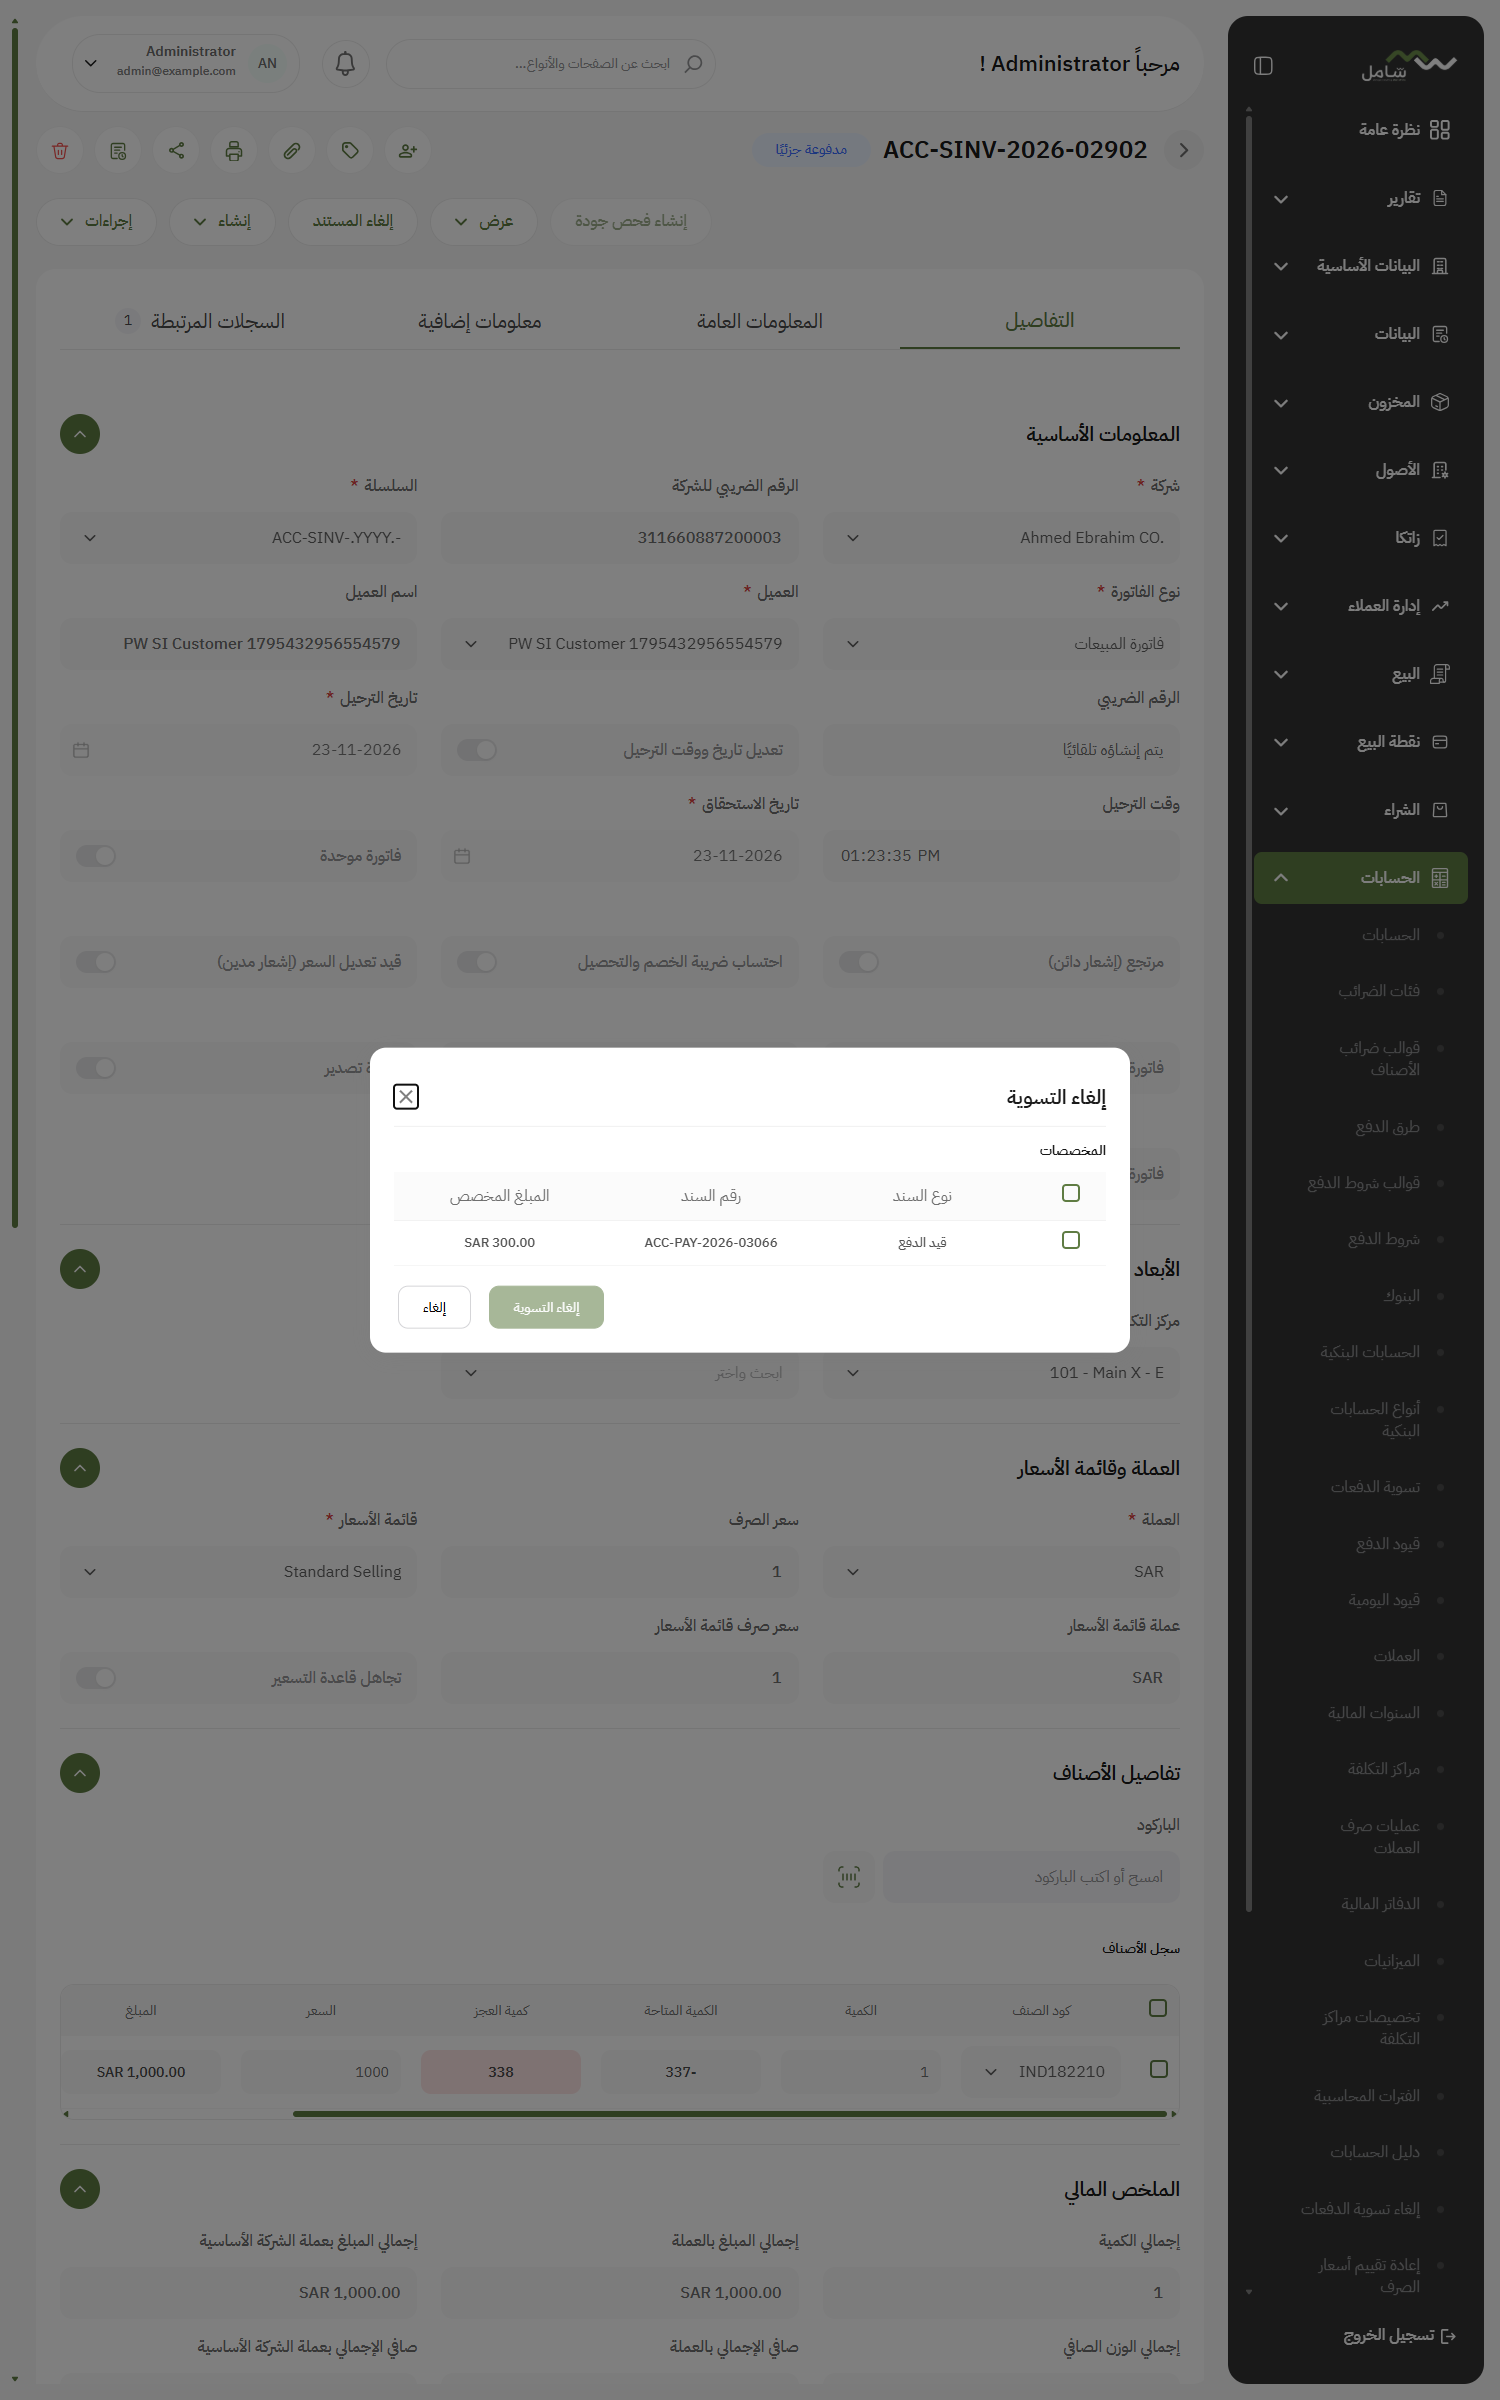 شامل
نظرة عامة
تقارير
البيانات الأساسية
البيانات
المخزون
الأصول
زاتكا
إدارة العملاء
البيع
نقطة البيع
الشراء
الحسابات
الحسابات
فئات الضرائب
قوالب ضرائب
الأصناف
طرق الدفع
قوالب شروط الدفع
شروط الدفع
البنوك
الحسابات البنكية
أنواع الحسابات
البنكية
تسوية الدفعات
قيود الدفع
قيود اليومية
العملات
السنوات المالية
مراكز التكلفة
عمليات صرف
العملات
الدفاتر المالية
الميزانيات
تخصيصات مراكز
التكلفة
الفترات المحاسبية
دليل الحسابات
إلغاء تسوية الدفعات
إعادة تقييم أسعار
الصرف
تسجيل الخروج
مرحباً Administrator !
ابحث عن الصفحات والأنواع...
AN
Administrator
admin@example.com
ACC-SINV-2026-02902
مدفوعة جزئيًا
إنشاء فحص جودة
عرض
إلغاء المستند
إنشاء
إجراءات
التفاصيل
المعلومات العامة
معلومات إضافية
السجلات المرتبطة 1
المعلومات الأساسية
شركة *
الرقم الضريبي للشركة
السلسلة *
Ahmed Ebrahim CO.
311660887200003
ACC-SINV-.YYYY.-
نوع الفاتورة *
العميل *
اسم العميل
فاتورة المبيعات
PW SI Customer 1795432956554579
PW SI Customer 1795432956554579
الرقم الضريبي
تاريخ الترحيل *
يتم إنشاؤه تلقائيًا
تعديل تاريخ ووقت الترحيل
23-11-2026
وقت الترحيل
تاريخ الاستحقاق *
01:23:35 PM
23-11-2026
فاتورة موحدة
مرتجع (إشعار دائن)
احتساب ضريبة الخصم والتحصيل
قيد تعديل السعر (إشعار مدين)
فاتورة
ة تصدير
فاتورة
إلغاء التسوية
المخصصات
نوع السند
رقم السند
المبلغ المخصص
قيد الدفع
ACC-PAY-2026-03066
SAR 300.00
إلغاء التسوية
إلغاء
الأبعاد
مركز التك
101 - Main X - E
ابحث واختر
العملة وقائمة الأسعار
العملة *
سعر الصرف
قائمة الأسعار *
SAR
1
Standard Selling
عملة قائمة الأسعار
سعر صرف قائمة الأسعار
SAR
1
تجاهل قاعدة التسعير
تفاصيل الأصناف
الباركود
امسح أو اكتب الباركود
سجل الأصناف
كود الصنف
الكمية
الكمية المتاحة
كمية العجز
السعر
المبلغ
IND182210
1
337-
338
1000
SAR 1,000.00
الملخص المالي
إجمالي الكمية
إجمالي المبلغ بالعملة
إجمالي المبلغ بعملة الشركة الأساسية
1
SAR 1,000.00
SAR 1,000.00
إجمالي الوزن الصافي
صافي الإجمالي بالعملة
صافي الإجمالي بعملة الشركة الأساسية